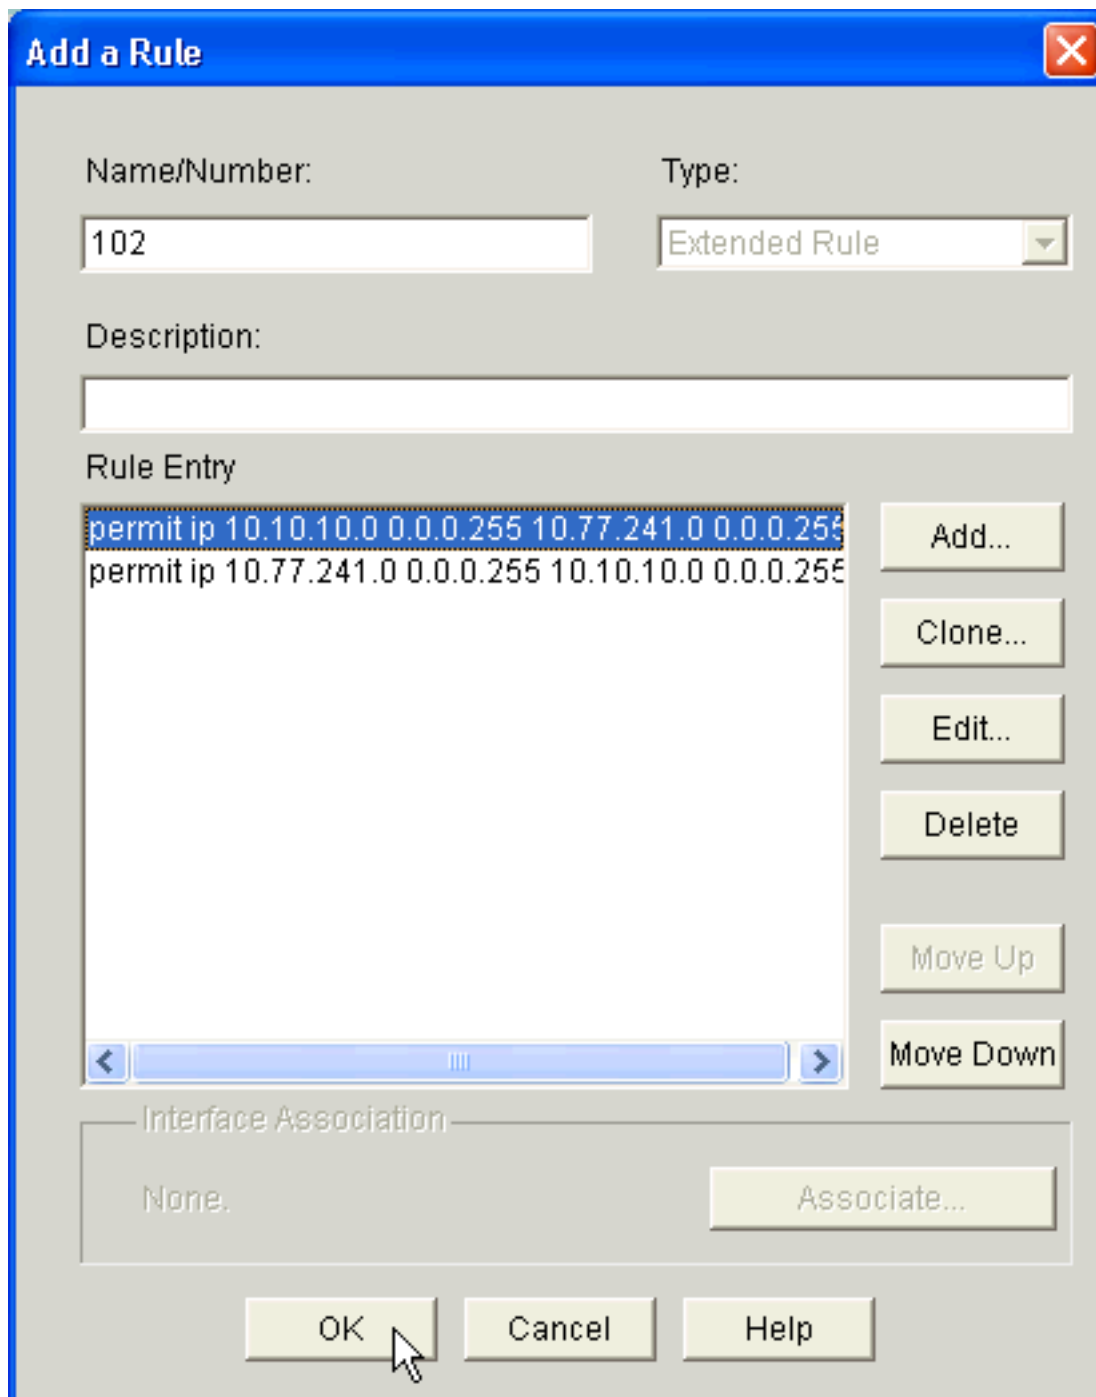 Add a Rule
Name/Number:
Type:
102
Extended Rule
Description:
Rule Entry
permit ip 10.10.10.0 0.0.0.255 10.77.241.0 0.0.0.255
permit ip 10.77.241.0 0.0.0.255 10.10.10.0 0.0.0.255
Add...
Clone...
Edit...
Delete
Move Up
Move Down
Interface Association
None.
Associate...
OK
Cancel
Help